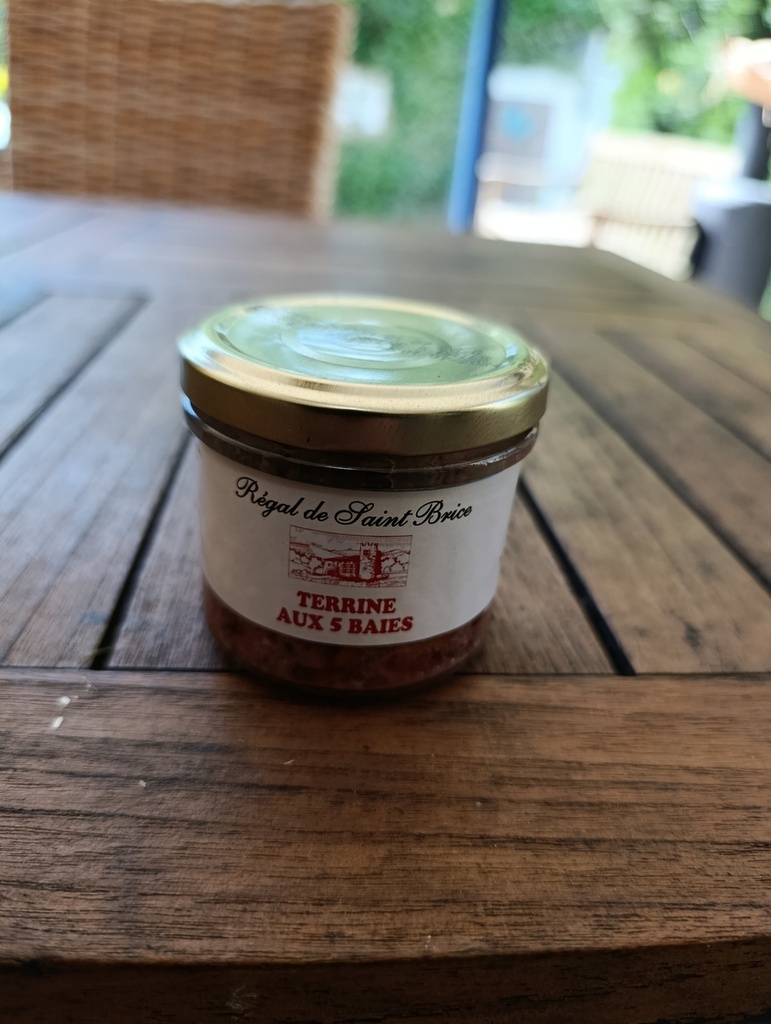 Régal de Saint Brice
TERRINE
AUX 5 BAIES